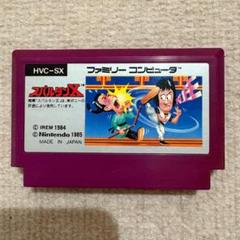 HVC-SX
ファミリー コンピュータ
スパルタンX
© IREM 1984
© Nintendo 1985
MADE IN JAPAN